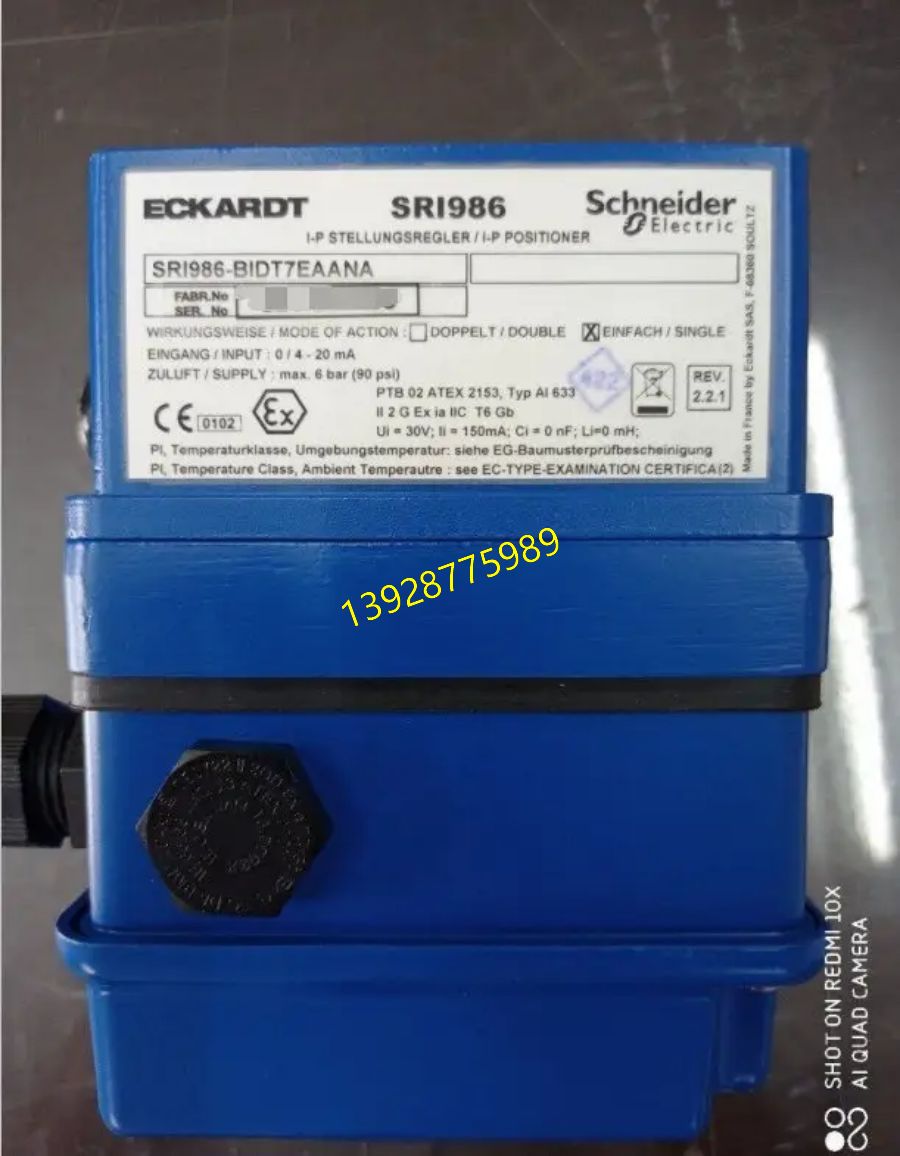 ECKARDT SRI986 Schneider Electric
I-P STELLUNGSREGLER / I-P POSITIONER
SRI986-BIDT7EAANA
FABR.No
SER. No
WIRKUNGSWEISE / MODE OF ACTION : DOPPELT / DOUBLE X EINFACH / SINGLE
EINGANG / INPUT : 0 / 4 - 20 mA
ZULUFT / SUPPLY : max. 6 bar (90 psi)
PTB 02 ATEX 2153, Typ AI 633
II 2 G Ex ia IIC T6 Gb
Ui = 30V; Ii = 150mA; Ci = 0 nF; Li=0 mH;
CE 0102 Ex
422
REV.
2.2.1
PI, Temperaturklasse, Umgebungstemperatur: siehe EG-Baumusterprüfbescheinigung
PI, Temperature Class, Ambient Temperautre : see EC-TYPE-EXAMINATION CERTIFICA(2)
Made in France by Eckardt SAS, F-68360 SOULTZ
13928775989
SHOT ON REDMI 10X
AI QUAD CAMERA